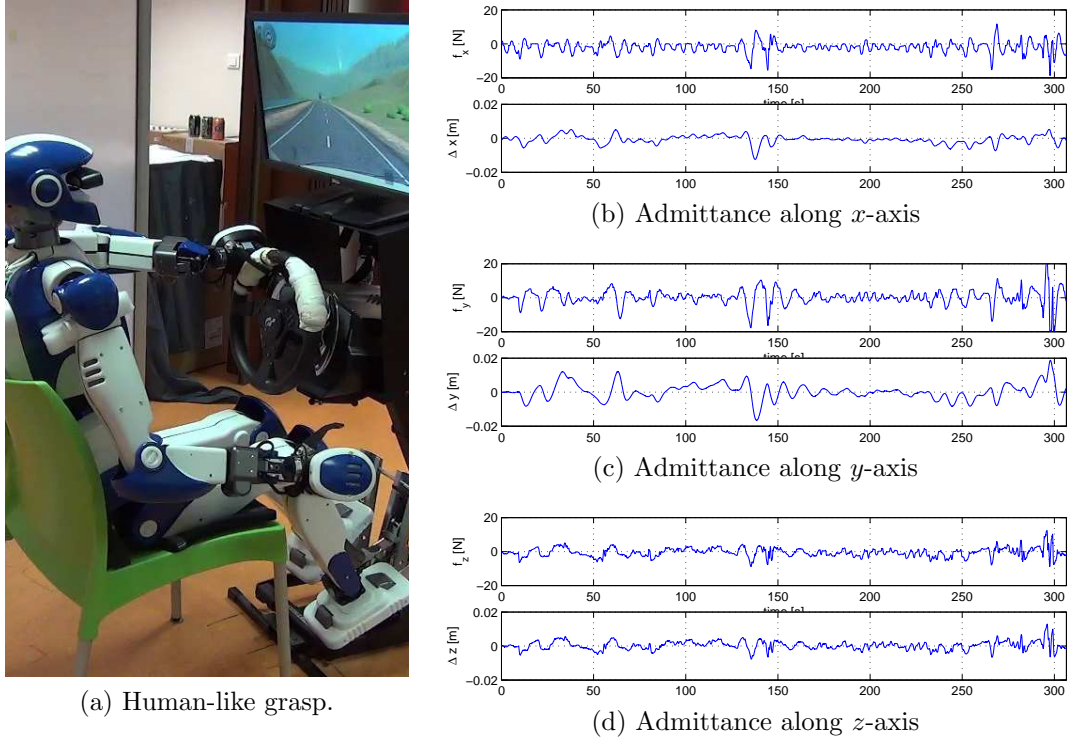 20
0
−20
f_x [N]
0 50 100 150 200 250 300
time [s]
0.02
0
−0.02
Δ x [m]
0 50 100 150 200 250 300
(b) Admittance along x-axis
20
0
−20
f_y [N]
0 50 100 150 200 250 300
time [s]
0.02
0
−0.02
Δ y [m]
0 50 100 150 200 250 300
(c) Admittance along y-axis
20
0
−20
f_z [N]
0 50 100 150 200 250 300
time [s]
0.02
0
−0.02
Δ z [m]
0 50 100 150 200 250 300
(d) Admittance along z-axis
(a) Human-like grasp.